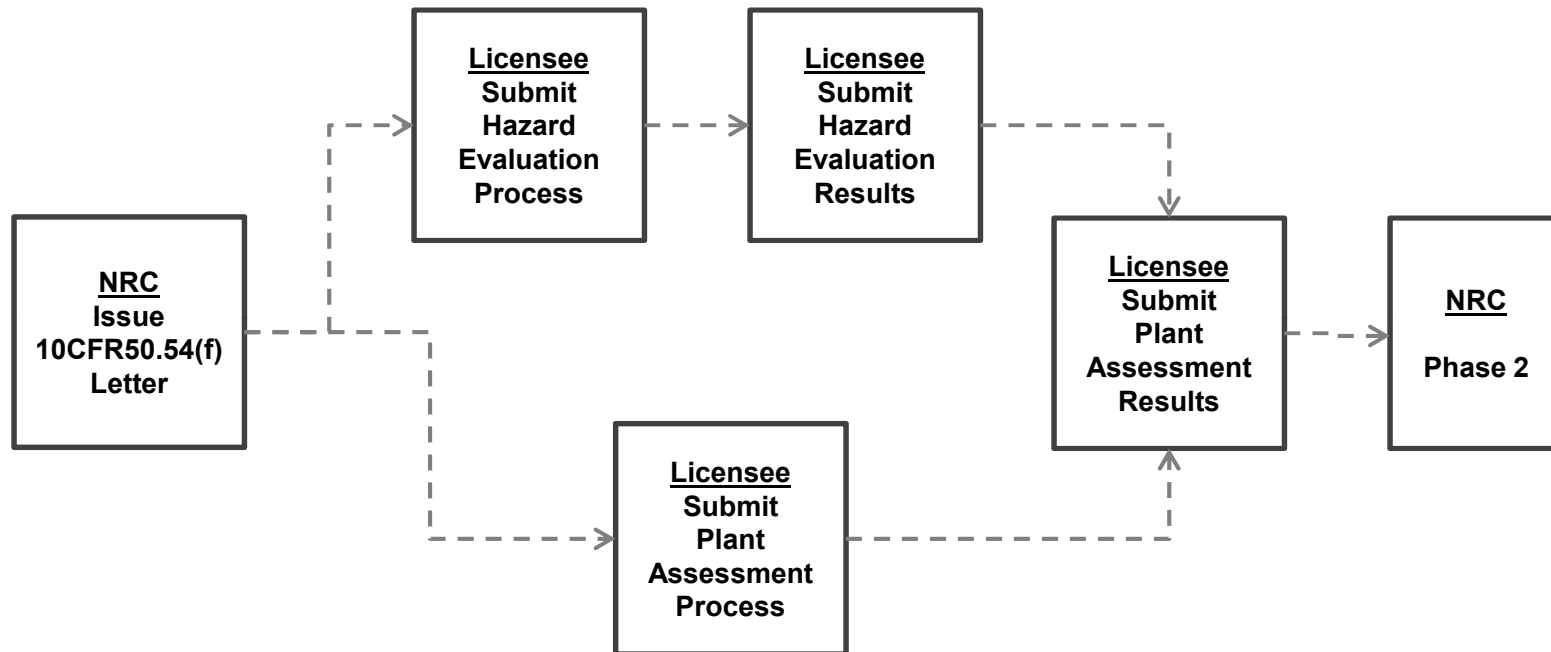 NRC
Issue
10CFR50.54(f)
Letter
Licensee
Submit
Hazard
Evaluation
Process
Licensee
Submit
Hazard
Evaluation
Results
Licensee
Submit
Plant
Assessment
Process
Licensee
Submit
Plant
Assessment
Results
NRC
Phase 2